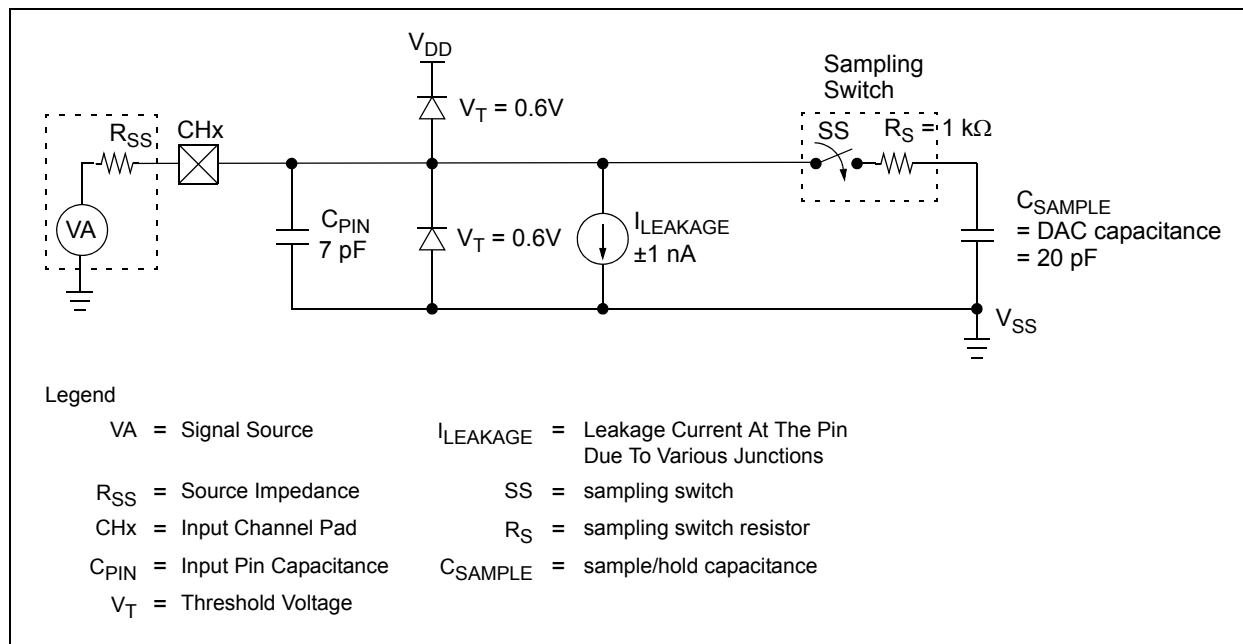 VDD
Sampling
Switch
VT = 0.6V
RSS
CHx
SS
RS = 1 kΩ
VA
CPIN
7 pF
VT = 0.6V
ILEAKAGE
±1 nA
CSAMPLE
= DAC capacitance
= 20 pF
VSS
Legend
VA = Signal Source
ILEAKAGE = Leakage Current At The Pin
Due To Various Junctions
RSS = Source Impedance
SS = sampling switch
CHx = Input Channel Pad
RS = sampling switch resistor
CPIN = Input Pin Capacitance
CSAMPLE = sample/hold capacitance
VT = Threshold Voltage